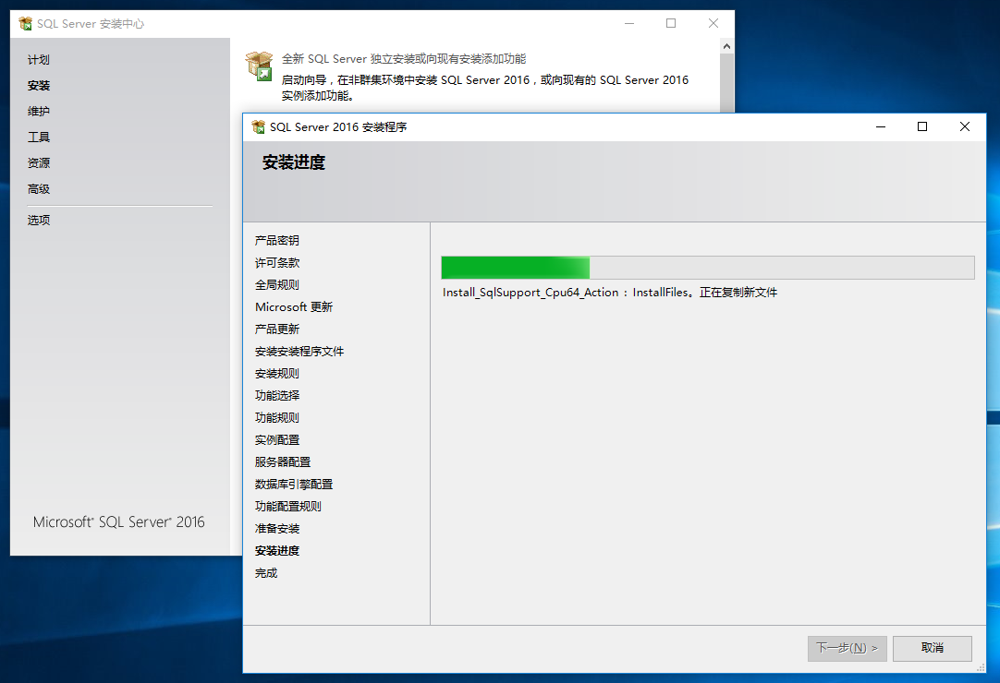 SQL Server 安装中心
计划
安装
维护
工具
资源
高级
选项
Microsoft® SQL Server® 2016
全新 SQL Server 独立安装或向现有安装添加功能
启动向导，在非群集环境中安装 SQL Server 2016，或向现有的 SQL Server 2016
实例添加功能。
SQL Server 2016 安装程序
安装进度
产品密钥
许可条款
全局规则
Microsoft 更新
产品更新
安装安装程序文件
安装规则
功能选择
功能规则
实例配置
服务器配置
数据库引擎配置
功能配置规则
准备安装
安装进度
完成
Install_SqlSupport_Cpu64_Action : InstallFiles。正在复制新文件
下一步(N) >
取消